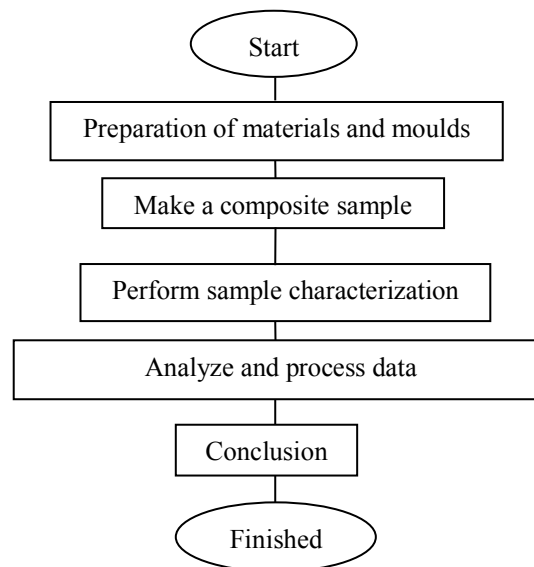 Start
Preparation of materials and moulds
Make a composite sample
Perform sample characterization
Analyze and process data
Conclusion
Finished